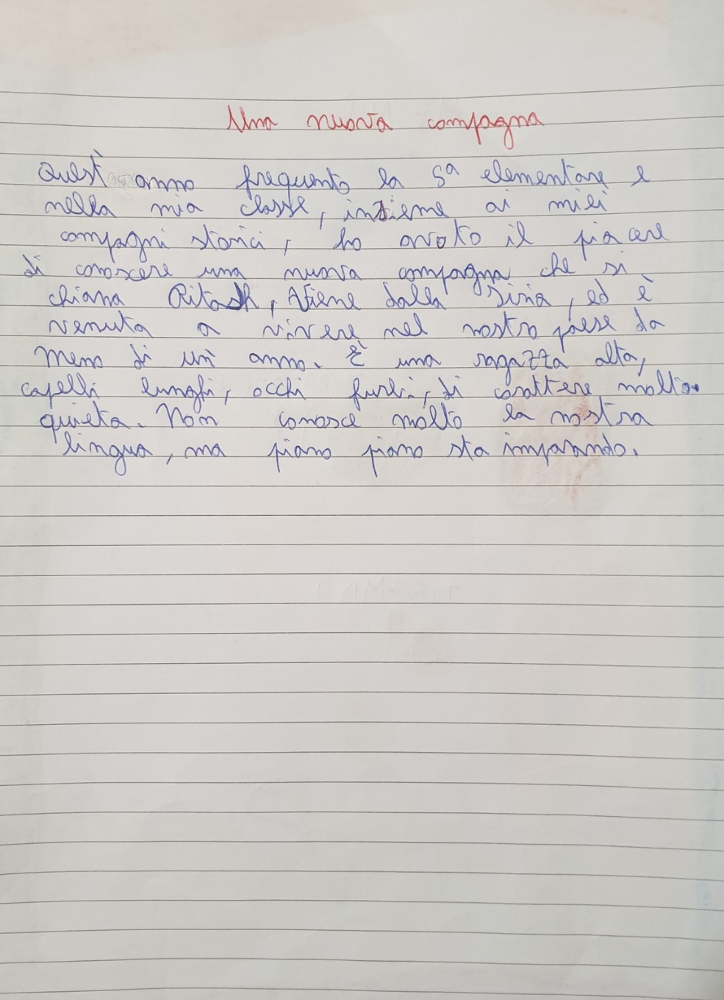 Una nuova compagna
Quest' anno frequento la 5ª elementare e
nella mia classe, insieme ai miei
compagni storici, ho avuto il piacere
di conoscere una nuova compagna che si
chiama, viene dalla Siria, ed è
venuta a vivere nel nostro paese da
meno di un anno. È una ragazza alta,
capelli lunghi, occhi furbi, di carattere molto
quieta. Non conosce molto la nostra
lingua, ma piano piano sta imparando.